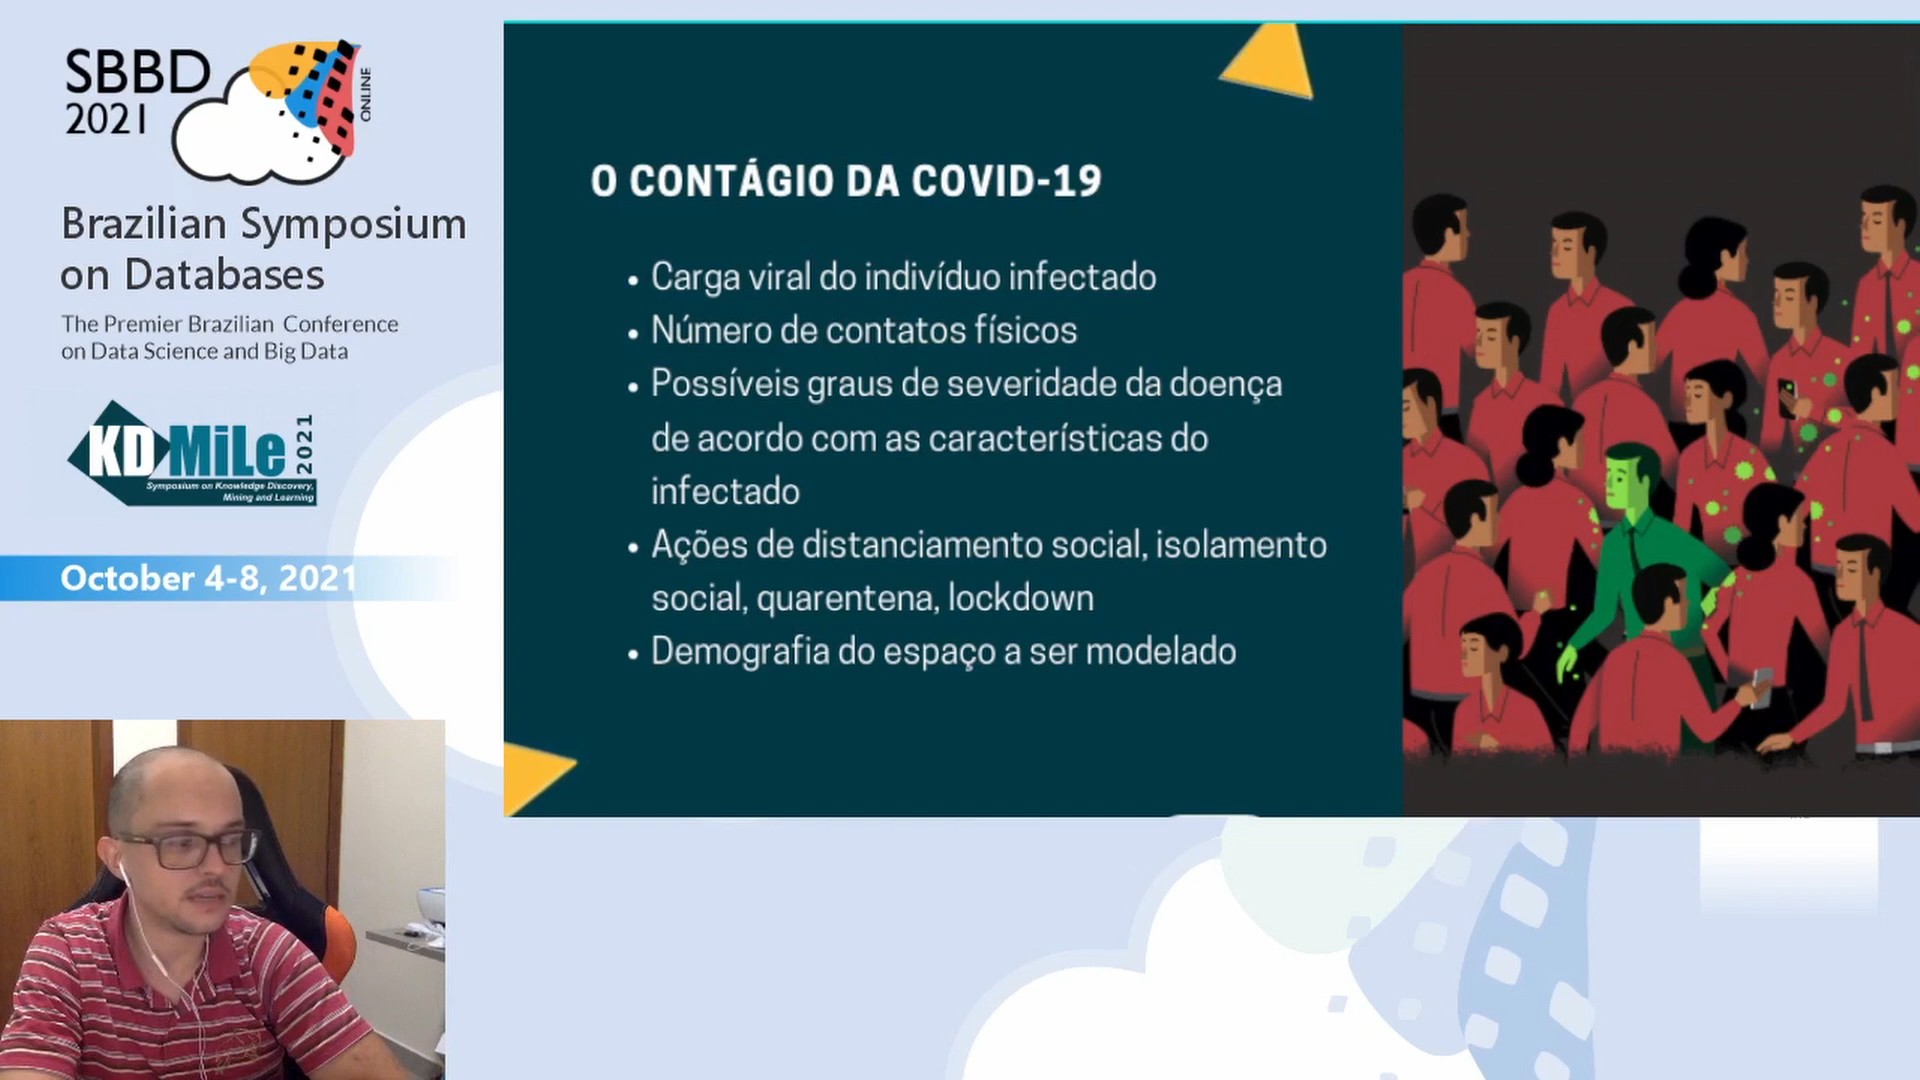 SBBD
2021
ONLINE
Brazilian Symposium
on Databases
The Premier Brazilian Conference
on Data Science and Big Data
KDMiLe
2021
Symposium on Knowledge Discovery,
Mining and Learning
October 4-8, 2021
O CONTÁGIO DA COVID-19
• Carga viral do indivíduo infectado
• Número de contatos físicos
• Possíveis graus de severidade da doença
de acordo com as características do
infectado
• Ações de distanciamento social, isolamento
social, quarentena, lockdown
• Demografia do espaço a ser modelado